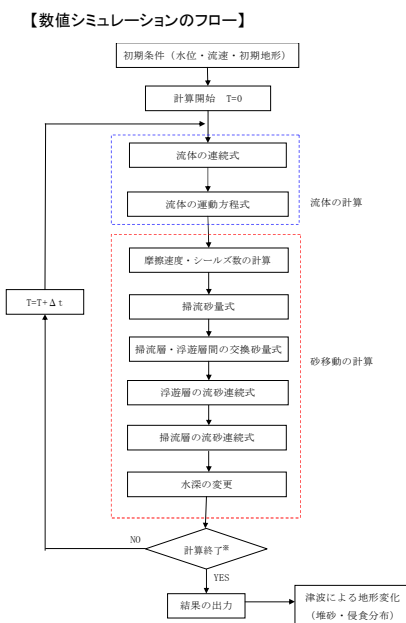 【数値シミュレーションのフロー】
初期条件（水位・流速・初期地形）
計算開始　T=0
流体の連続式
流体の運動方程式
流体の計算
摩擦速度・シールズ数の計算
T=T+Δt
掃流砂量式
掃流層・浮遊層間の交換砂量式
砂移動の計算
浮遊層の流砂連続式
掃流層の流砂連続式
水深の変更
NO
計算終了※
YES
結果の出力
津波による地形変化
（堆砂・侵食分布）